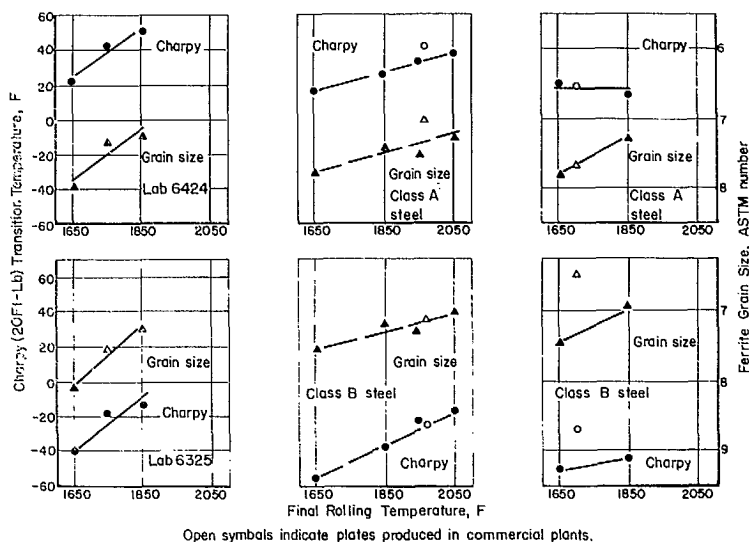 Charpy (20Ft-Lb) Transition Temperature, F
60
40
20
0
-20
-40
-60
Charpy
Grain size
Lab 6424
1650 1850 2050
Charpy
Grain size
Class A
steel
1650 1850 2050
Charpy
Grain size
Class A
steel
1650 1850 2050
6
7
8
60
40
20
0
-20
-40
-60
Grain size
Charpy
Lab 6325
1650 1850 2050
Grain size
Class B steel
Charpy
1650 1850 2050
Grain size
Class B steel
Charpy
1650 1850 2050
7
8
9
Ferrite Grain Size, ASTM number
Final Rolling Temperature, F
Open symbols indicate plates produced in commercial plants.